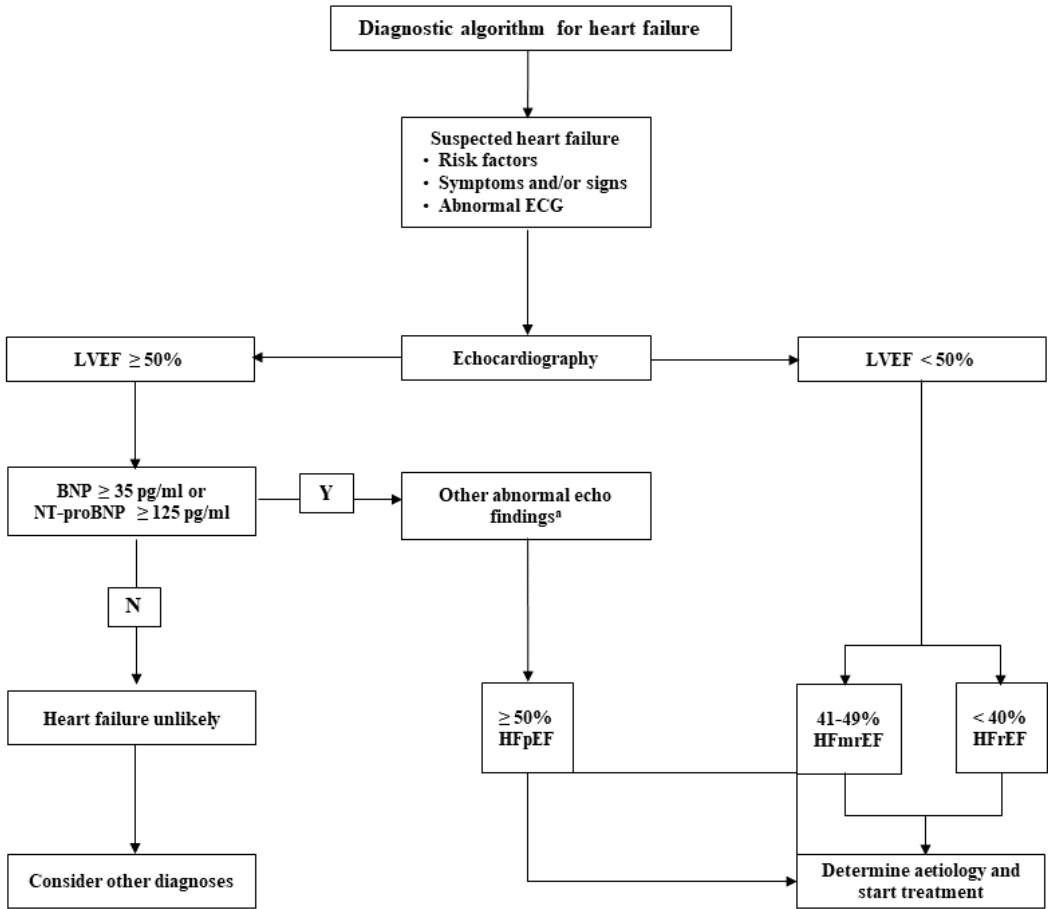 Diagnostic algorithm for heart failure
Suspected heart failure
• Risk factors
• Symptoms and/or signs
• Abnormal ECG
LVEF ≥ 50%
Echocardiography
LVEF < 50%
BNP ≥ 35 pg/ml or
NT-proBNP ≥ 125 pg/ml
Y
Other abnormal echo
findingsᵃ
N
Heart failure unlikely
≥ 50%
HFpEF
41-49%
HFmrEF
< 40%
HFrEF
Consider other diagnoses
Determine aetiology and
start treatment